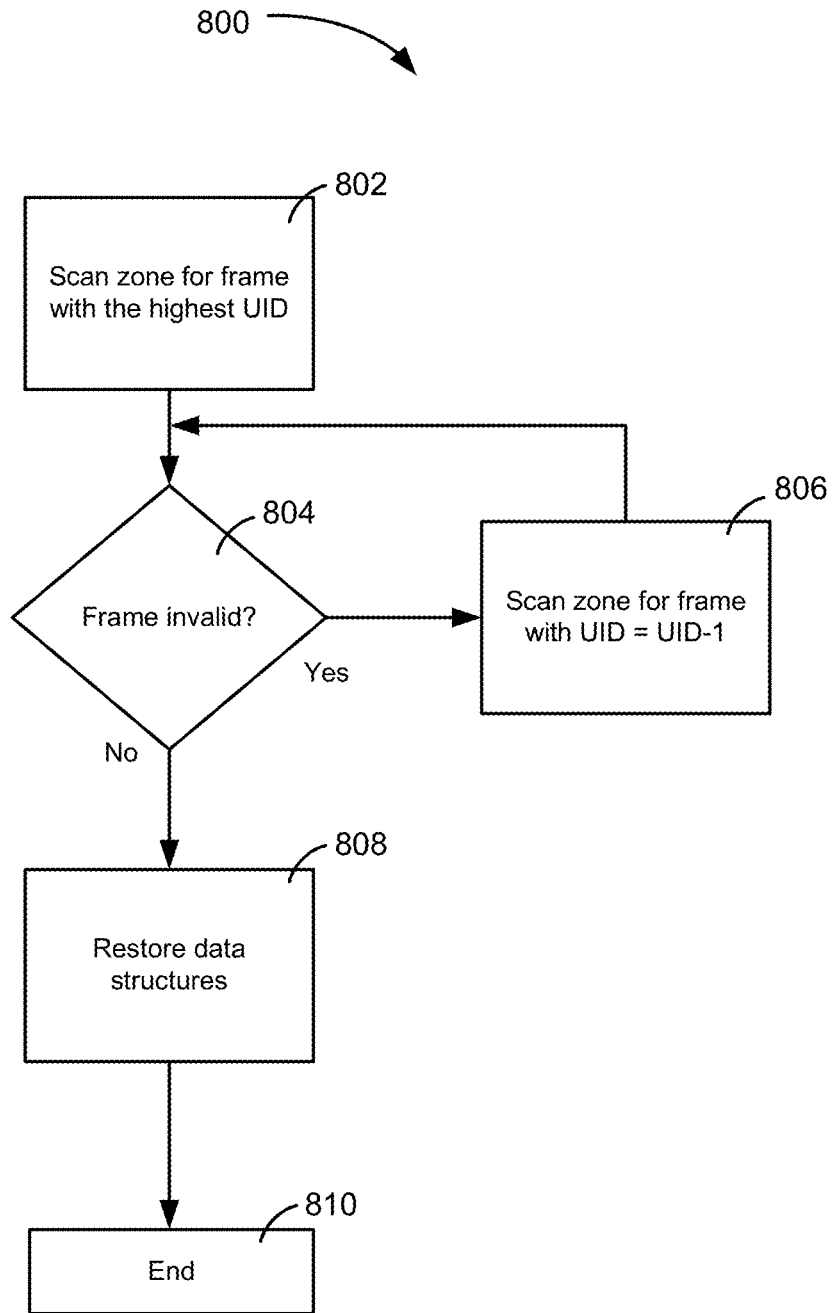 800
802
Scan zone for frame
with the highest UID
804
Frame invalid?
Yes
No
806
Scan zone for frame
with UID = UID-1
808
Restore data
structures
810
End